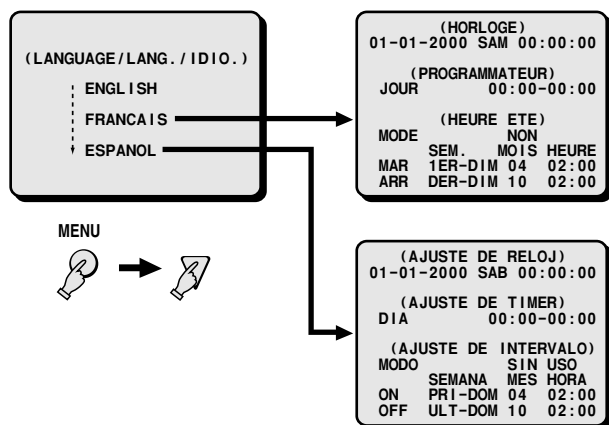 (LANGUAGE/LANG./IDIO.)
ENGLISH
FRANCAIS
ESPANOL
MENU
(HORLOGE)
01-01-2000 SAM 00:00:00
(PROGRAMMATEUR)
JOUR 00:00-00:00
(HEURE ETE)
MODE NON
SEM. MOIS HEURE
MAR 1ER-DIM 04 02:00
ARR DER-DIM 10 02:00
(AJUSTE DE RELOJ)
01-01-2000 SAB 00:00:00
(AJUSTE DE TIMER)
DIA 00:00-00:00
(AJUSTE DE INTERVALO)
MODO SIN USO
SEMANA MES HORA
ON PRI-DOM 04 02:00
OFF ULT-DOM 10 02:00